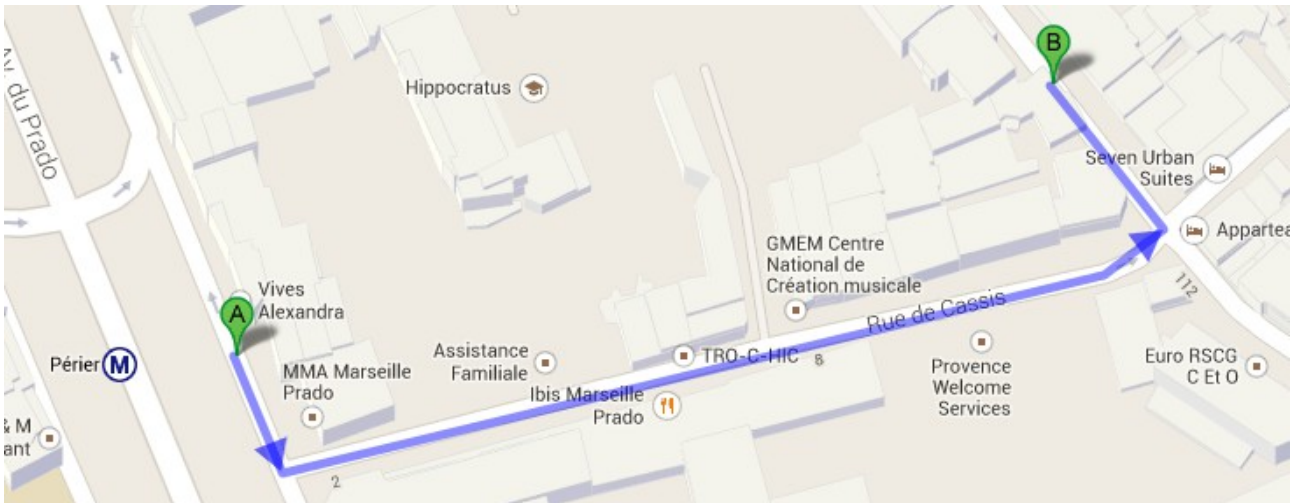 Av. du Prado
Hippocratus
B
Seven Urban
Suites
Appartea
GMEM Centre
National de
Création musicale
Vives
Alexandra
A
Rue de Cassis
112
Périer M
MMA Marseille
Prado
Assistance
Familiale
TRO-C-HIC
8
Ibis Marseille
Prado
Provence
Welcome
Services
Euro RSCG
C Et O
& M
ant
2